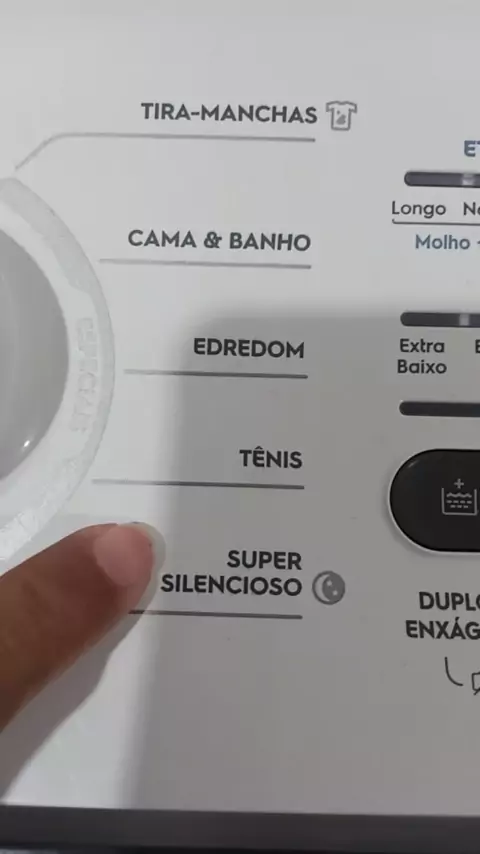 TIRA-MANCHAS
CAMA & BANHO
EDREDOM
TÊNIS
SUPER
SILENCIOSO
Longo
Molho
Extra
Baixo